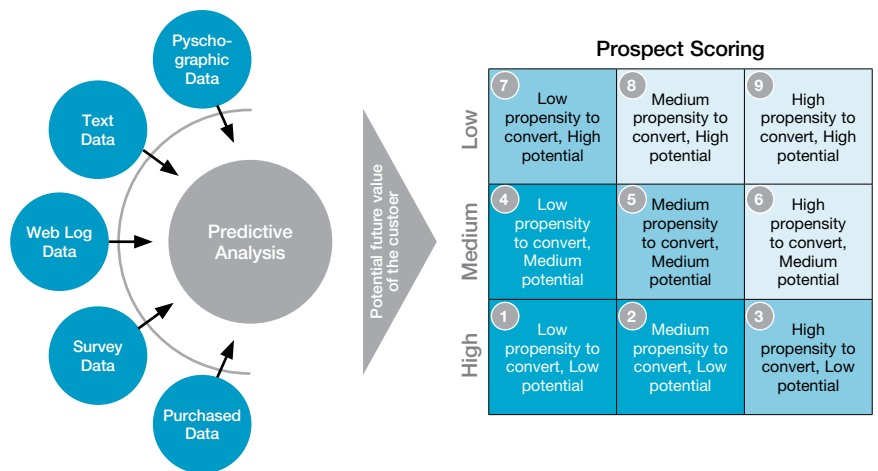 Pyscho-
graphic
Data
Text
Data
Web Log
Data
Survey
Data
Purchased
Data
Predictive
Analysis
Potential future value
of the custoer
Prospect Scoring
Low
7
Low
propensity to
convert, High
potential
8
Medium
propensity to
convert, High
potential
9
High
propensity to
convert, High
potential
Medium
4
Low
propensity
to convert,
Medium
potential
5
Medium
propensity
to convert,
Medium
potential
6
High
propensity
to convert,
Medium
potential
High
1
Low
propensity to
convert, Low
potential
2
Medium
propensity to
convert, Low
potential
3
High
propensity to
convert, Low
potential